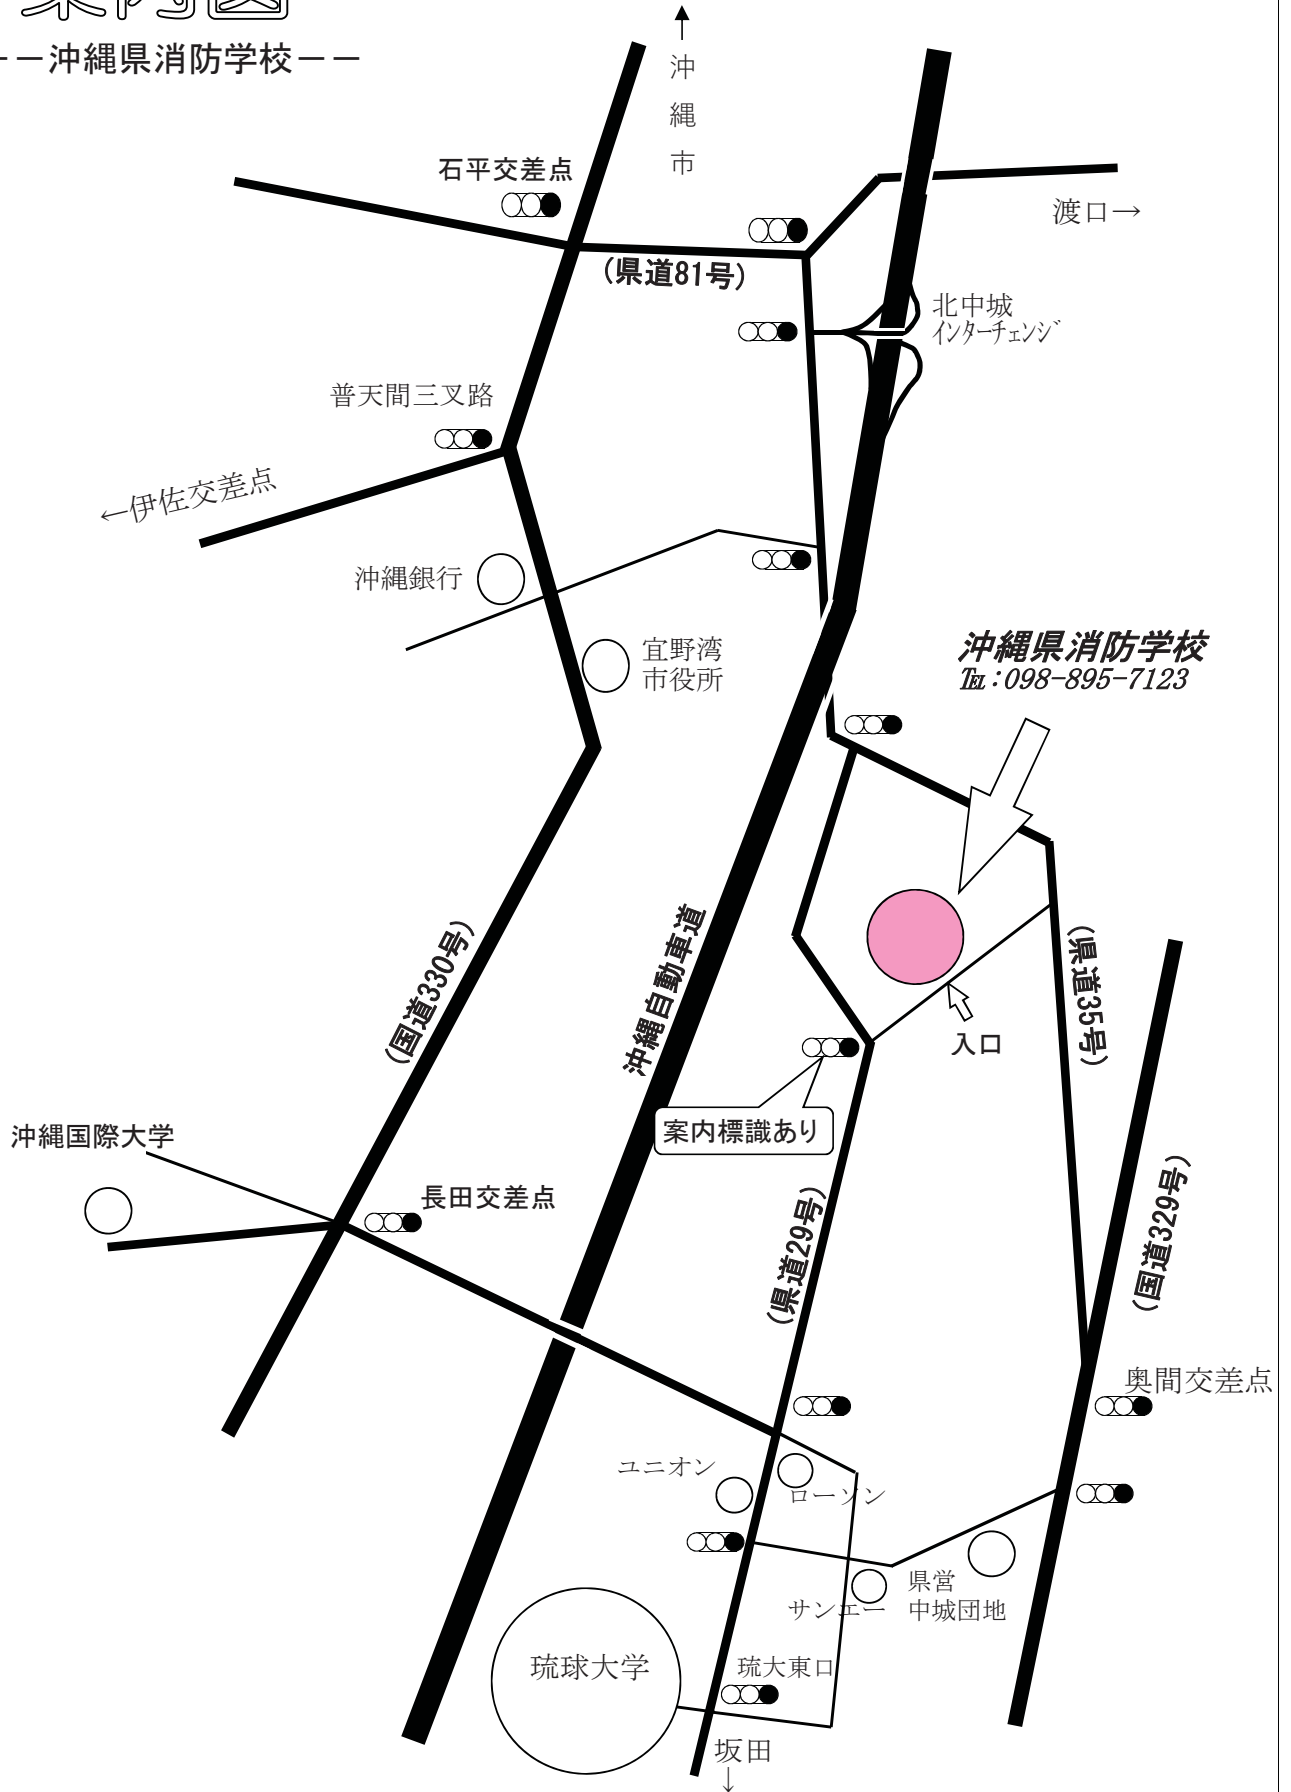 案内図
－－沖縄県消防学校－－
↑
沖縄市
石平交差点
渡口→
(県道81号)
北中城
インターチェンジ
普天間三叉路
←伊佐交差点
沖縄銀行
宜野湾
市役所
沖縄県消防学校
℡:098-895-7123
(国道330号)
沖縄自動車道
(県道35号)
入口
案内標識あり
沖縄国際大学
長田交差点
(県道29号)
(国道329号)
奥間交差点
ユニオン
ローソン
サンエー
県営
中城団地
琉球大学
琉大東口
坂田
↓